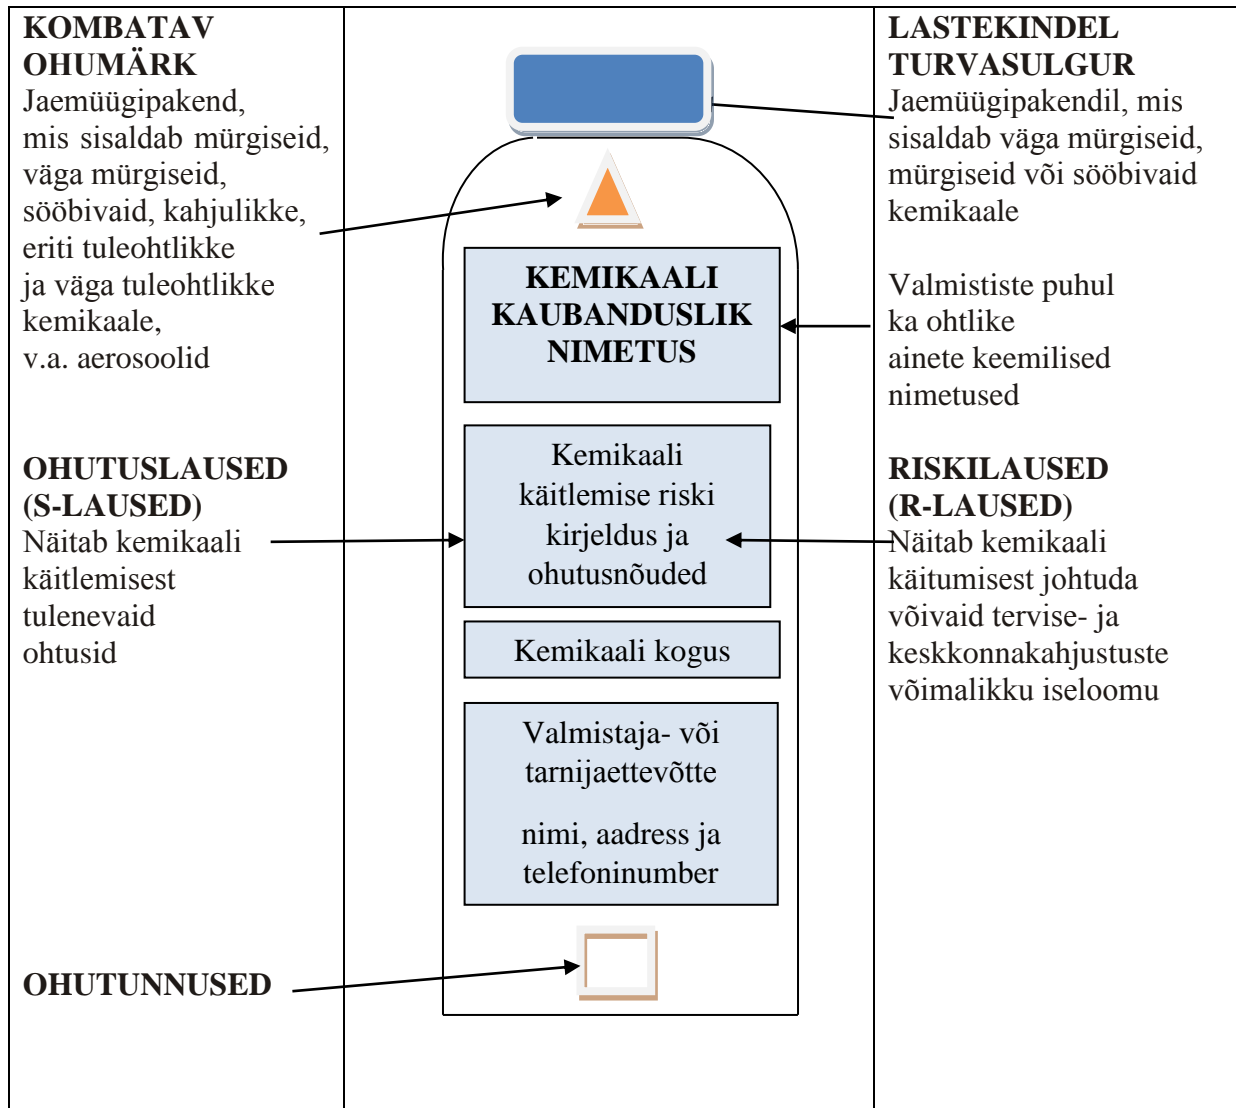 KOMBATAV
OHUMÄRK
Jaemüügipakend,
mis sisaldab mürgiseid,
väga mürgiseid,
sööbivaid, kahjulikke,
eriti tuleohtlikke
ja väga tuleohtlikke
kemikaale,
v.a. aerosoolid
OHUTUSLAUSED
(S-LAUSED)
Näitab kemikaali
käitlemisest
tulenevaid
ohtusid
OHUTUNNUSED
KEMIKAALI
KAUBANDUSLIK
NIMETUS
Kemikaali
käitlemise riski
kirjeldus ja
ohutusnõuded
Kemikaali kogus
Valmistaja- või
tarnijaettevõtte
nimi, aadress ja
telefoninumber
LASTEKINDEL
TURVASULGUR
Jaemüügipakendil, mis
sisaldab väga mürgiseid,
mürgiseid või sööbivaid
kemikaale
Valmististe puhul
ka ohtlike
ainete keemilised
nimetused
RISKILAUSED
(R-LAUSED)
Näitab kemikaali
käitumisest johtuda
võivaid tervise- ja
keskkonnakahjustuste
võimalikku iseloomu